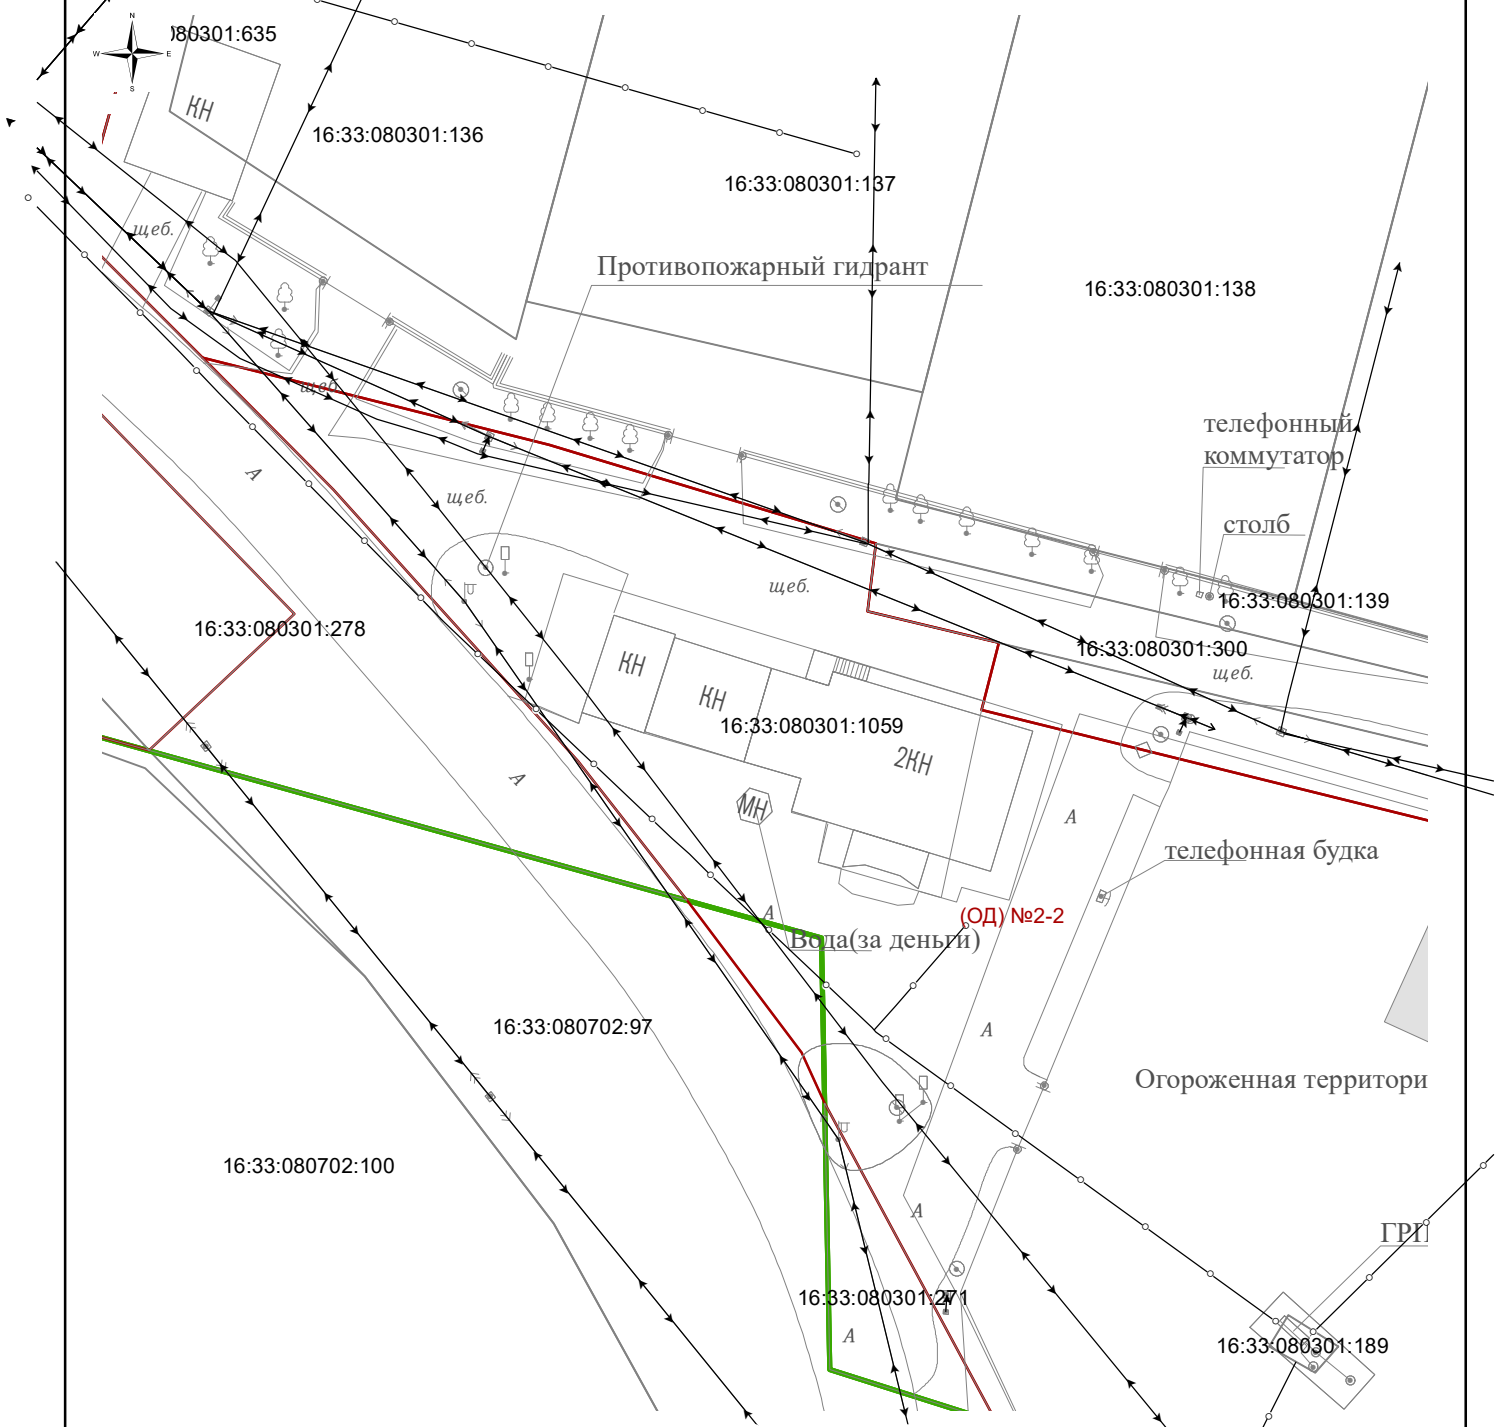 N
W
E
S
080301:635
КН
16:33:080301:136
16:33:080301:137
щеб.
Противопожарный гидрант
16:33:080301:138
щеб.
телефонный
коммутатор
А
щеб.
столб
щеб.
16:33:080301:139
16:33:080301:278
16:33:080301:300
КН
щеб.
КН
16:33:080301:1059
2КН
А
МН
А
телефонная будка
А
(ОД) №2-2
Вода(за деньги)
16:33:080702:97
А
Огороженная территори
16:33:080702:100
А
ГРП
16:33:080301:271
А
16:33:080301:189